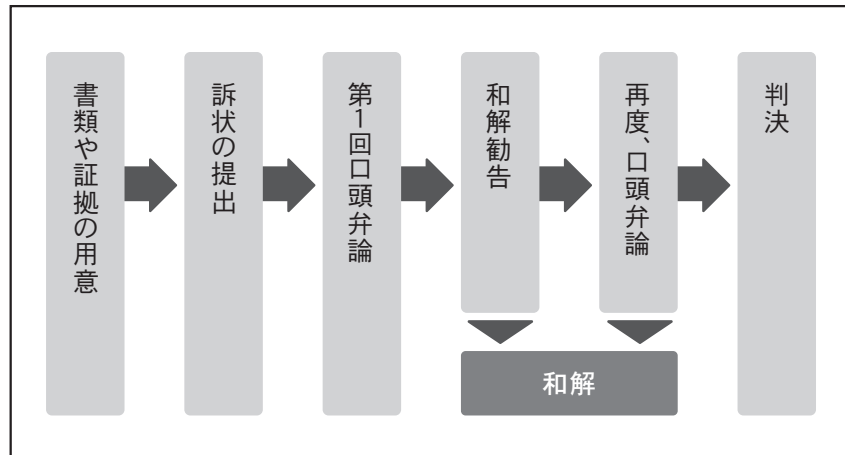 書類や証拠の用意
訴状の提出
第1回口頭弁論
和解勧告
再度、口頭弁論
判決
和解